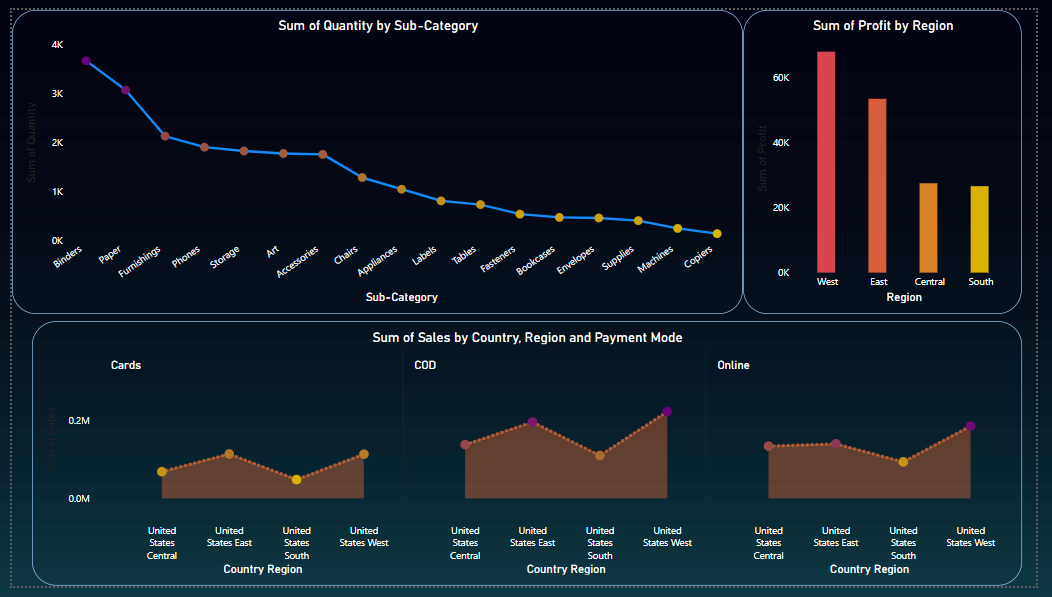 Sum of Quantity by Sub-Category
Sum of Quantity
4K
3K
2K
1K
0K
Binders
Paper
Furnishings
Phones
Storage
Art
Accessories
Chairs
Appliances
Labels
Tables
Fasteners
Bookcases
Envelopes
Supplies
Machines
Copiers
Sub-Category
Sum of Profit by Region
Sum of Profit
60K
40K
20K
0K
West
East
Central
South
Region
Sum of Sales by Country, Region and Payment Mode
Sum of Sales
0.2M
0.0M
Cards
United
States
Central
United
States East
United
States
South
United
States West
Country Region
COD
United
States
Central
United
States East
United
States
South
United
States West
Country Region
Online
United
States
Central
United
States East
United
States
South
United
States West
Country Region